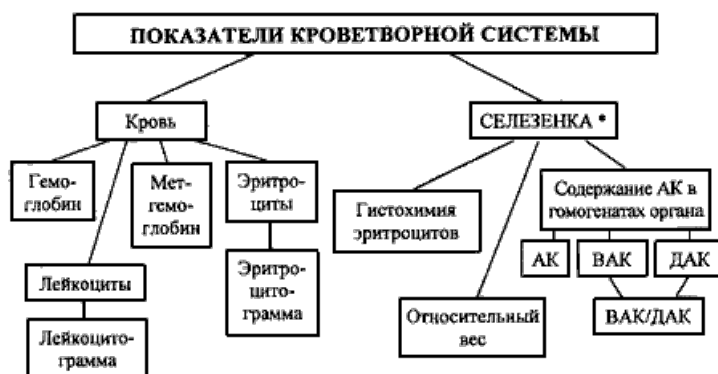 ПОКАЗАТЕЛИ КРОВЕТВОРНОЙ СИСТЕМЫ
Кровь
СЕЛЕЗЕНКА *
Гемо-
глобин
Мет-
гемо-
глобин
Эритро-
циты
Гистохимия
эритроцитов
Содержание АК в
гомогенатах органа
АК
ВАК
ДАК
Лейкоциты
Эритро-
цито-
грамма
Относительный
вес
ВАК/ДАК
Лейкоцито-
грамма